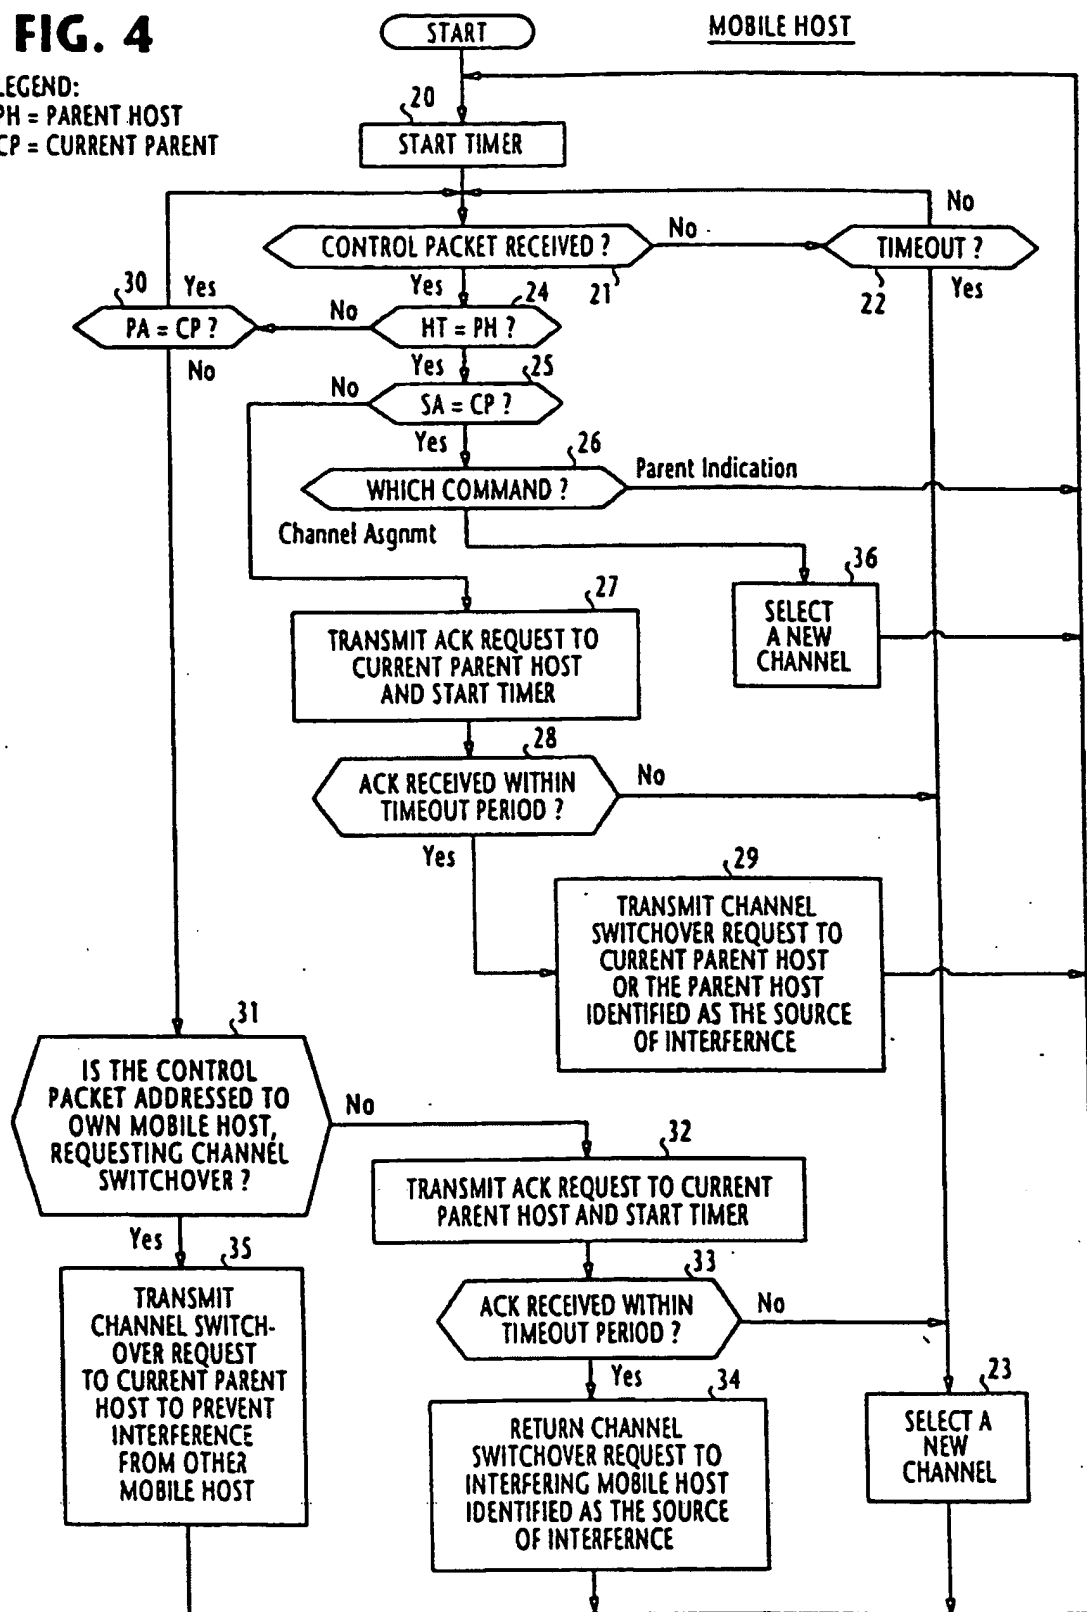 FIG. 4
START
MOBILE HOST
LEGEND:
PH = PARENT HOST
CP = CURRENT PARENT
20
START TIMER
No
CONTROL PACKET RECEIVED ?
No
TIMEOUT ?
21
22
Yes
Yes
30
Yes
24
PA = CP ?
No
HT = PH ?
No
Yes
25
No
SA = CP ?
Yes
26
WHICH COMMAND ?
Parent Indication
Channel Asgnmt
36
SELECT
A NEW
CHANNEL
27
TRANSMIT ACK REQUEST TO
CURRENT PARENT HOST
AND START TIMER
28
ACK RECEIVED WITHIN
TIMEOUT PERIOD ?
No
Yes
29
TRANSMIT CHANNEL
SWITCHOVER REQUEST TO
CURRENT PARENT HOST
OR THE PARENT HOST
IDENTIFIED AS THE SOURCE
OF INTERFERNCE
31
IS THE CONTROL
PACKET ADDRESSED TO
OWN MOBILE HOST,
REQUESTING CHANNEL
SWITCHOVER ?
No
Yes
32
TRANSMIT ACK REQUEST TO CURRENT
PARENT HOST AND START TIMER
33
ACK RECEIVED WITHIN
TIMEOUT PERIOD ?
No
Yes
35
TRANSMIT
CHANNEL SWITCH-
OVER REQUEST
TO CURRENT PARENT
HOST TO PREVENT
INTERFERENCE
FROM OTHER
MOBILE HOST
34
RETURN CHANNEL
SWITCHOVER REQUEST TO
INTERFERING MOBILE HOST
IDENTIFIED AS THE SOURCE
OF INTERFERNCE
23
SELECT A
NEW
CHANNEL